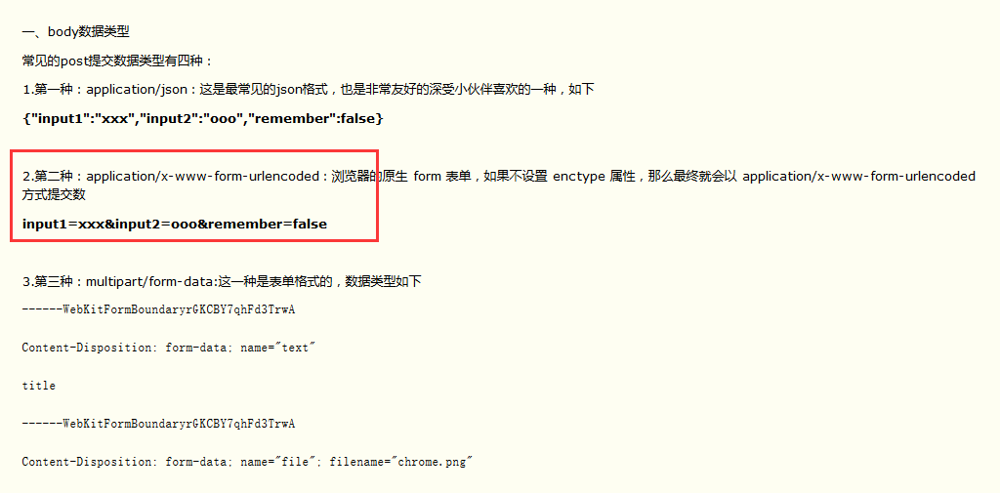 一、body数据类型
常见的post提交数据类型有四种：
1.第一种：application/json：这是最常见的json格式，也是非常友好的深受小伙伴喜欢的一种，如下
{"input1":"xxx","input2":"ooo","remember":false}
2.第二种：application/x-www-form-urlencoded：浏览器的原生 form 表单，如果不设置 enctype 属性，那么最终就会以 application/x-www-form-urlencoded
方式提交数
input1=xxx&input2=ooo&remember=false
3.第三种：multipart/form-data:这一种是表单格式的，数据类型如下
------WebKitFormBoundaryrGKCBY7qhFd3TrwA
Content-Disposition: form-data; name="text"
title
------WebKitFormBoundaryrGKCBY7qhFd3TrwA
Content-Disposition: form-data; name="file"; filename="chrome.png"